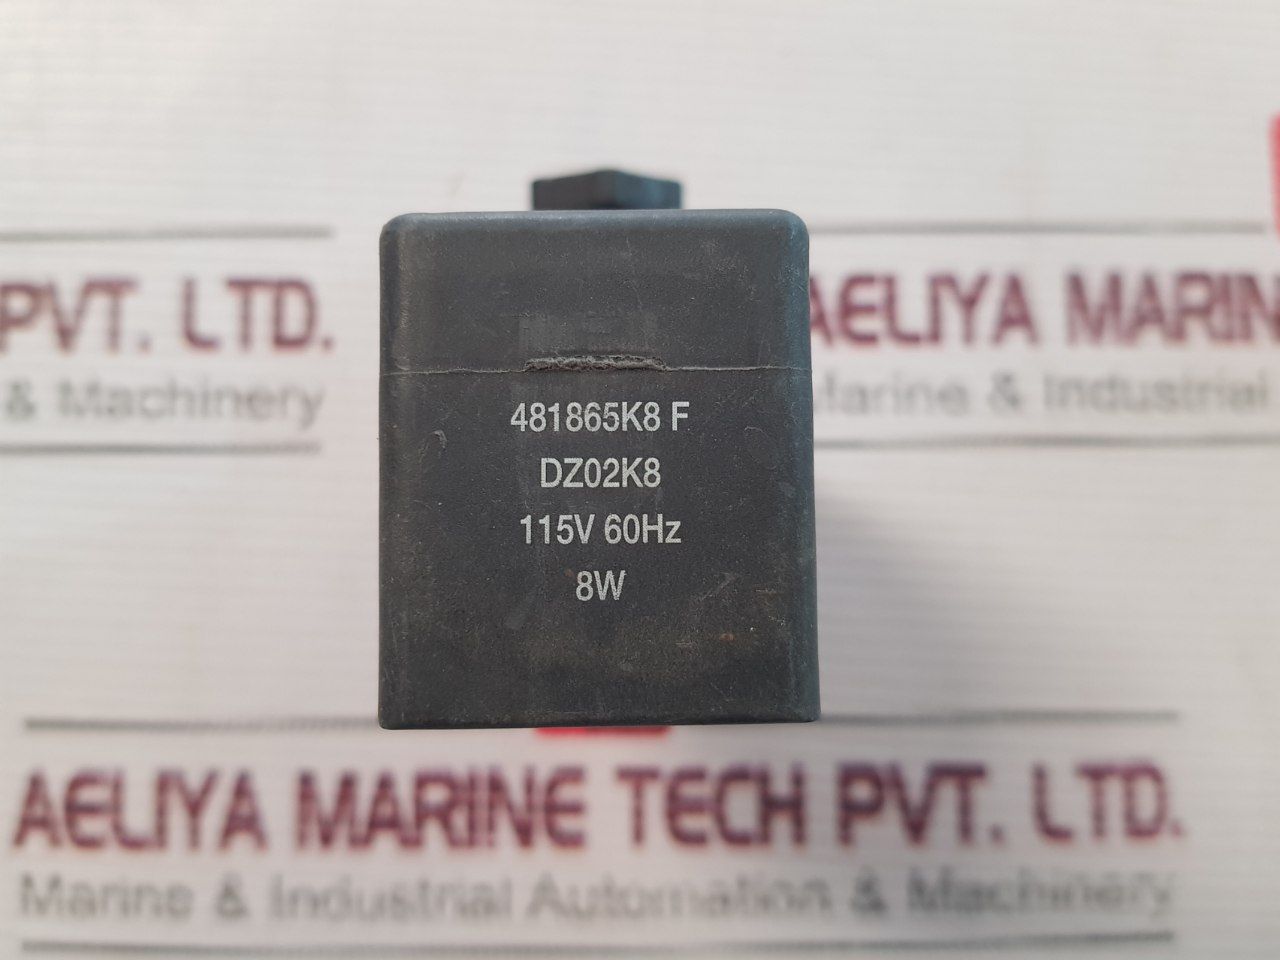 PVT. LTD.
& Machinery
AELIYA MARIN
Marine & Industrial
481865K8 F
DZ02K8
115V 60Hz
8W
AELIYA MARINE TECH PVT. LTD.
Marine & Industrial Automation & Machinery